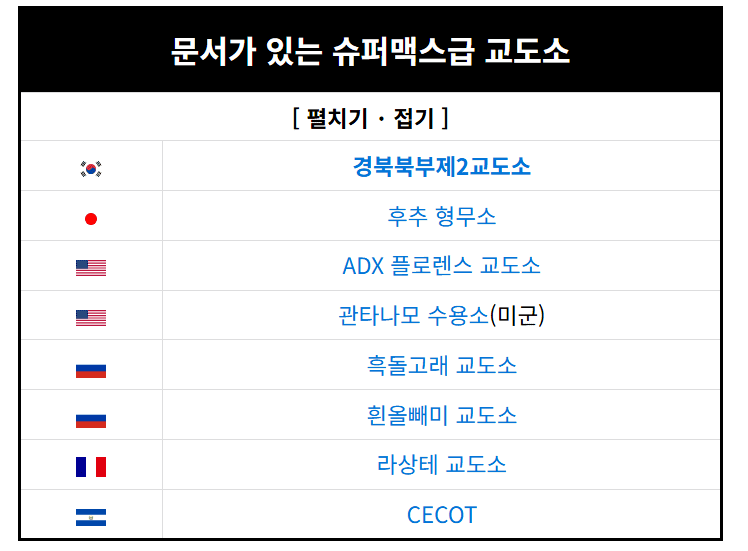 문서가 있는 슈퍼맥스급 교도소
[ 펼치기 · 접기 ]
경북북부제2교도소
후추 형무소
ADX 플로렌스 교도소
관타나모 수용소(미군)
흑돌고래 교도소
흰올빼미 교도소
라상테 교도소
CECOT